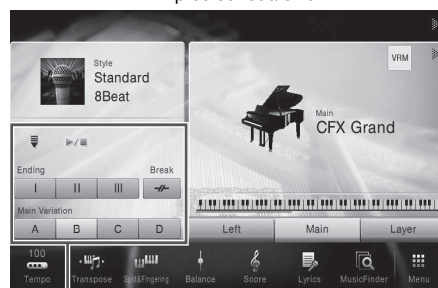 Style
Standard
8Beat
VRM
Main
CFX Grand
Ending
Break
I II III
Main Variation
A B C D
Left Main Layer
100
Tempo Transpose Split&Fingering Balance Score Lyrics MusicFinder Menu